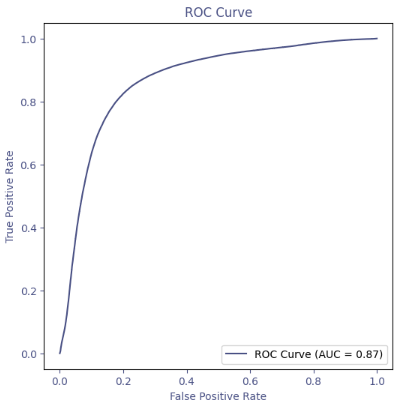 ROC Curve
True Positive Rate
1.0
0.8
0.6
0.4
0.2
0.0
ROC Curve (AUC = 0.87)
0.0 0.2 0.4 0.6 0.8 1.0
False Positive Rate